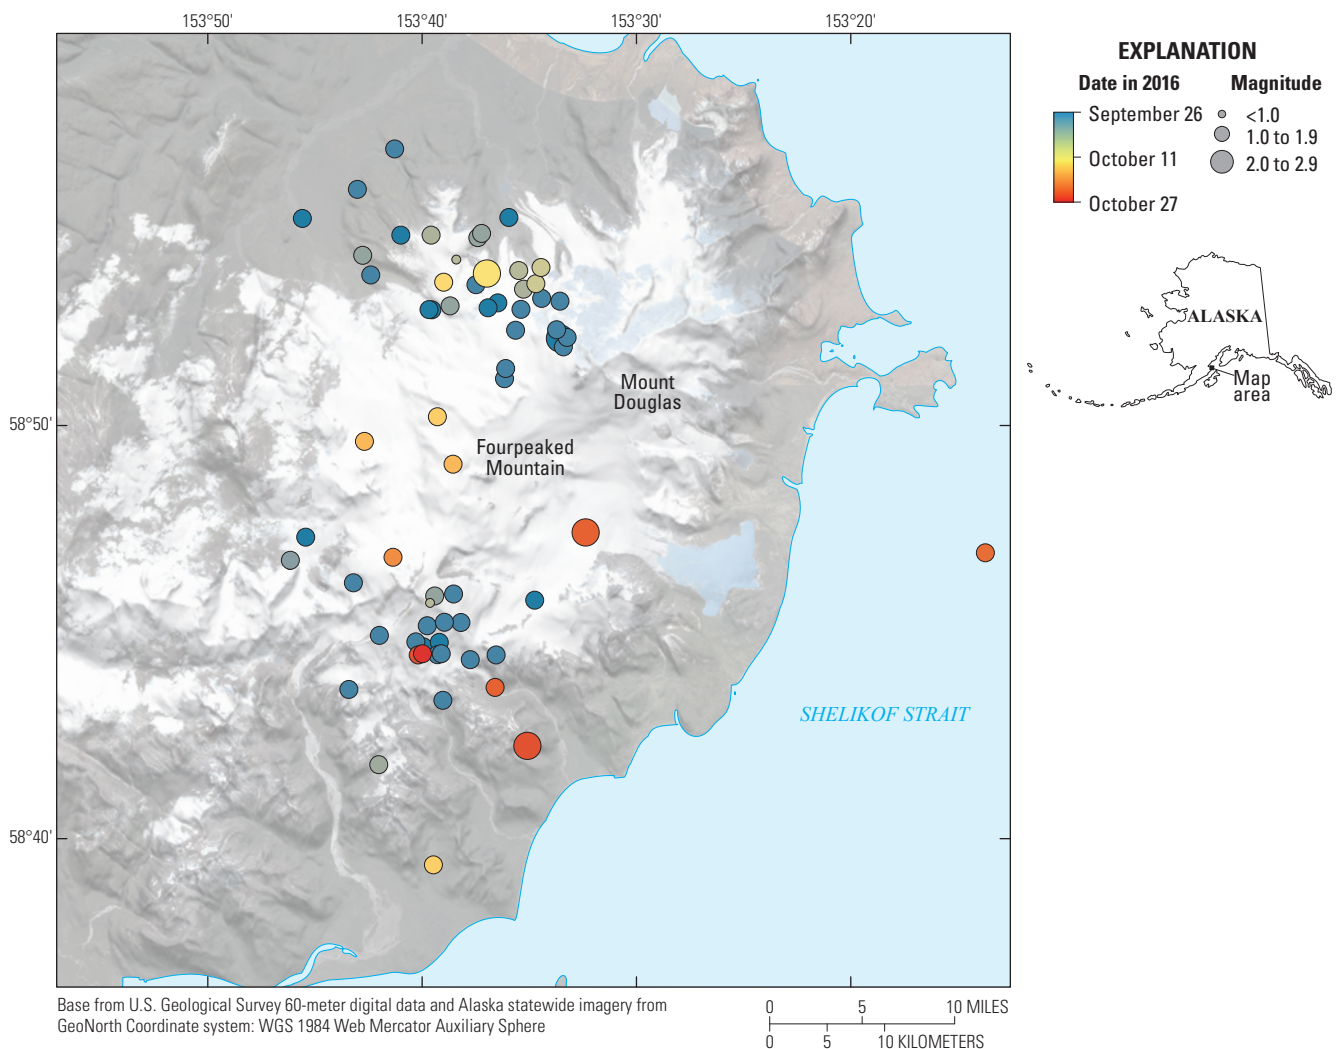 153°50' 153°40' 153°30' 153°20'
EXPLANATION
Date in 2016
September 26
October 11
October 27
Magnitude
<1.0
1.0 to 1.9
2.0 to 2.9
ALASKA
Map
area
Mount
Douglas
58°50'
Fourpeaked
Mountain
SHELIKOF STRAIT
58°40'
Base from U.S. Geological Survey 60-meter digital data and Alaska statewide imagery from
GeoNorth Coordinate system: WGS 1984 Web Mercator Auxiliary Sphere
0 5 10 MILES
0 5 10 KILOMETERS